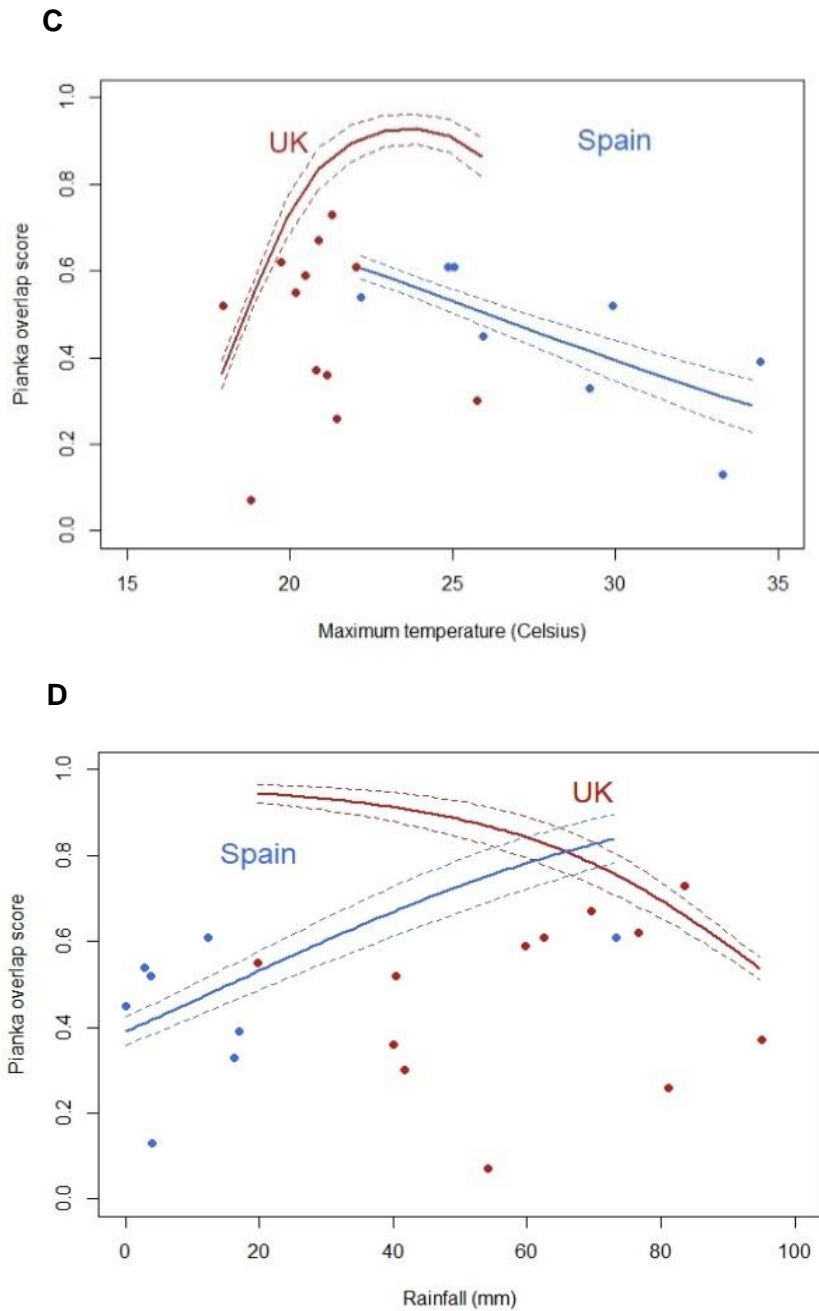 C
1.0
0.8
0.6
0.4
0.2
0.0
UK
Spain
Pianka overlap score
15
20
25
30
35
Maximum temperature (Celsius)
D
1.0
0.8
0.6
0.4
0.2
0.0
UK
Spain
Pianka overlap score
0
20
40
60
80
100
Rainfall (mm)